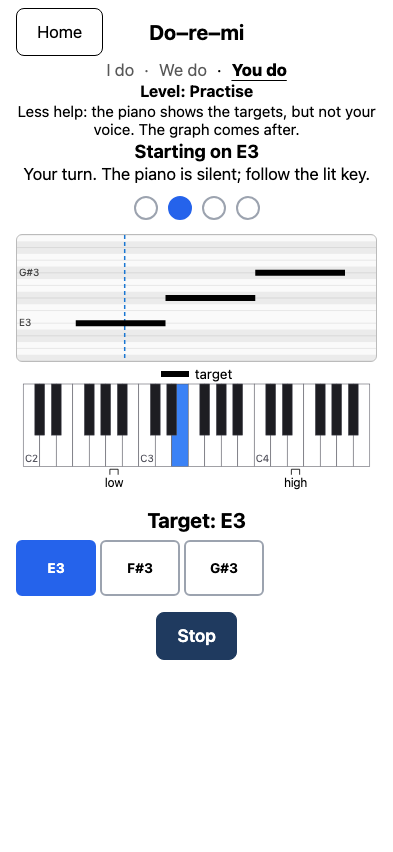 Home
Do–re–mi
I do · We do · You do
Level: Practise
Less help: the piano shows the targets, but not your
voice. The graph comes after.
Starting on E3
Your turn. The piano is silent; follow the lit key.
G#3
E3
target
C2 C3 C4
low high
Target: E3
E3 F#3 G#3
Stop